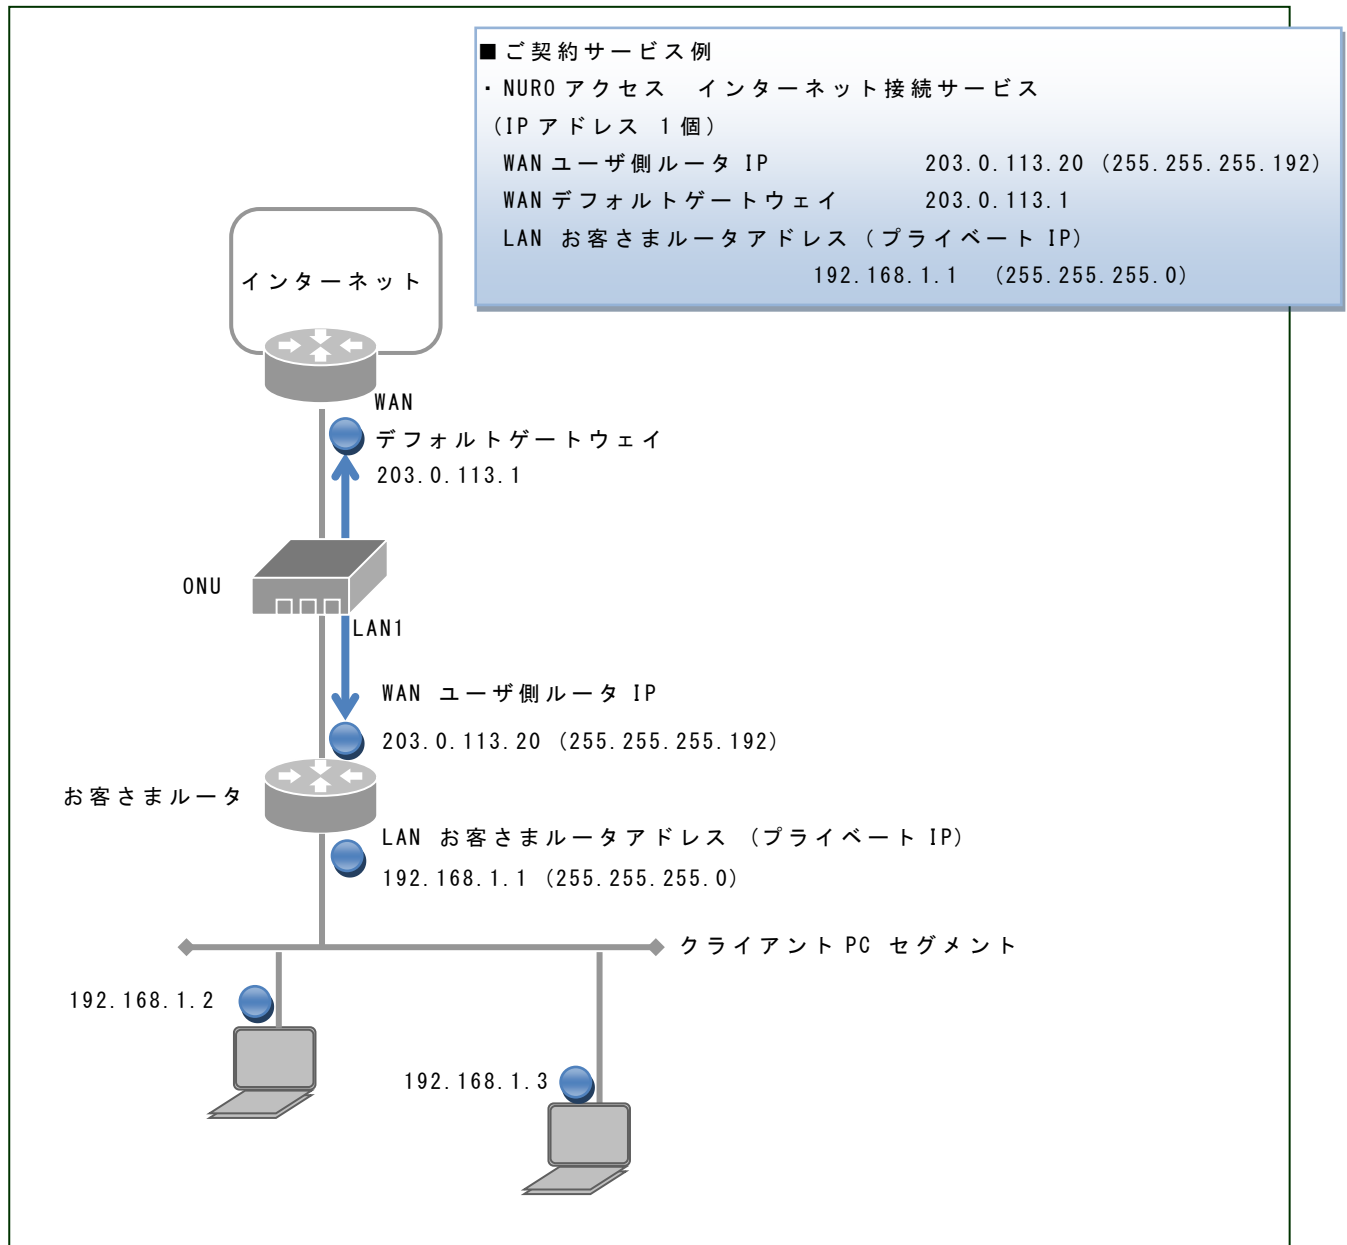 ■ご契約サービス例
・NURO アクセス　インターネット接続サービス
（IP アドレス 1 個）
WAN ユーザ側ルータ IP 203.0.113.20 (255.255.255.192)
WAN デフォルトゲートウェイ 203.0.113.1
LAN お客さまルータアドレス（プライベート IP）
192.168.1.1 (255.255.255.0)
インターネット
WAN
デフォルトゲートウェイ
203.0.113.1
ONU
LAN1
WAN ユーザ側ルータ IP
203.0.113.20 (255.255.255.192)
お客さまルータ
LAN お客さまルータアドレス （プライベート IP）
192.168.1.1 (255.255.255.0)
クライアント PC セグメント
192.168.1.2
192.168.1.3